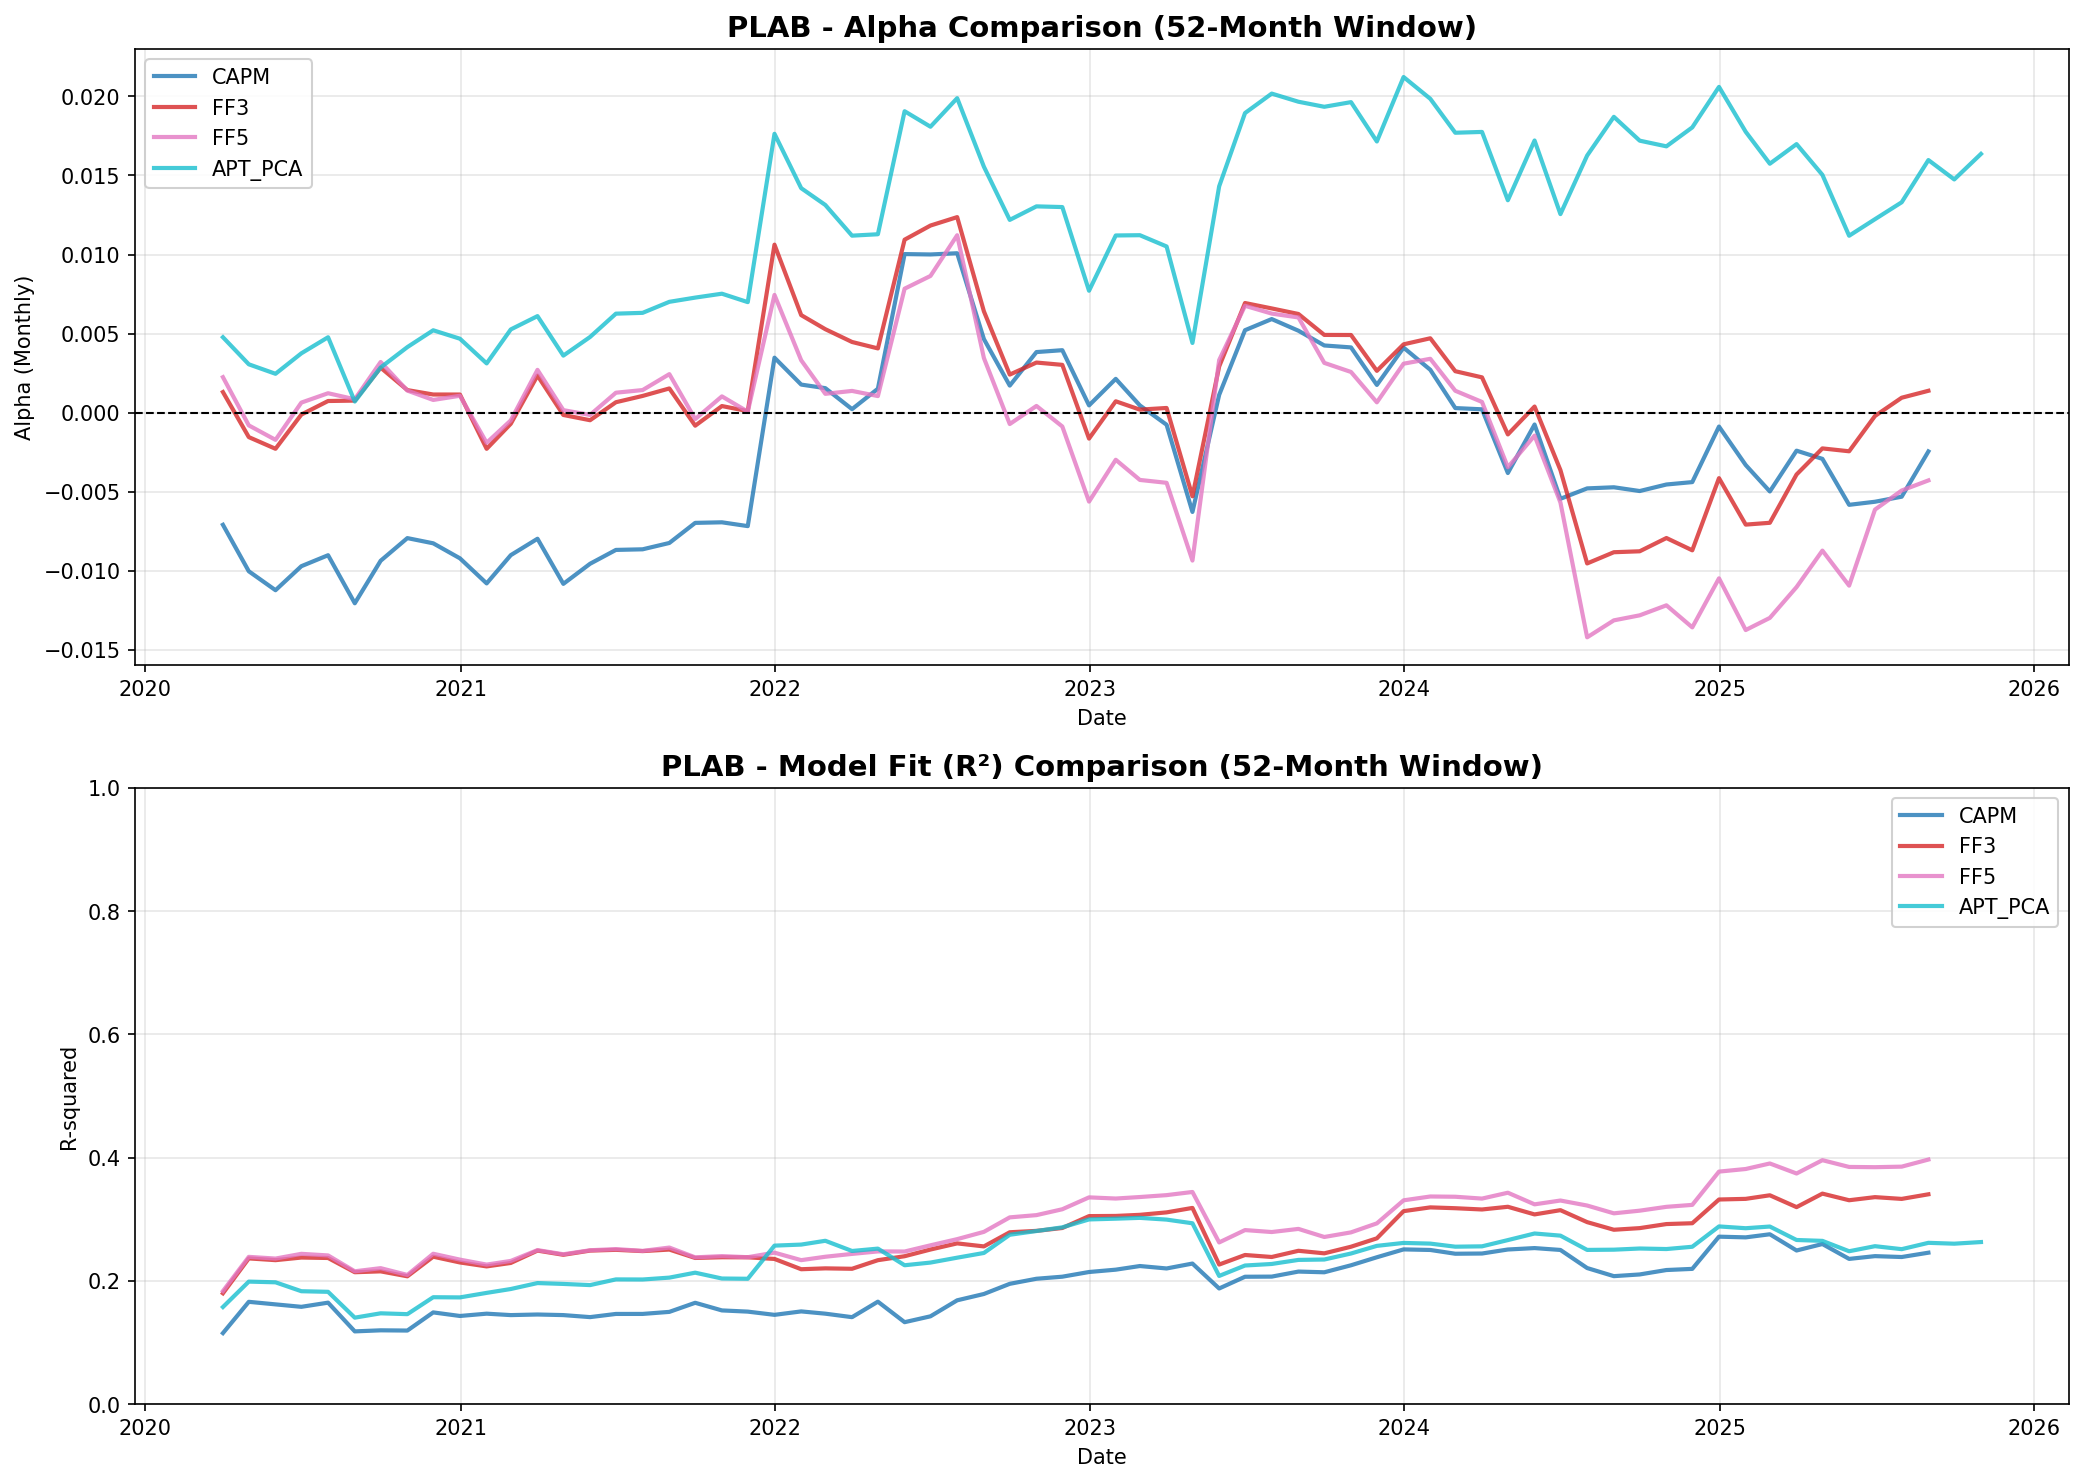 PLAB - Alpha Comparison (52-Month Window)
CAPM
FF3
FF5
APT_PCA
Alpha (Monthly)
0.020
0.015
0.010
0.005
0.000
−0.005
−0.010
−0.015
2020 2021 2022 2023 2024 2025 2026
Date
PLAB - Model Fit (R²) Comparison (52-Month Window)
CAPM
FF3
FF5
APT_PCA
R-squared
1.0
0.8
0.6
0.4
0.2
0.0
2020 2021 2022 2023 2024 2025 2026
Date